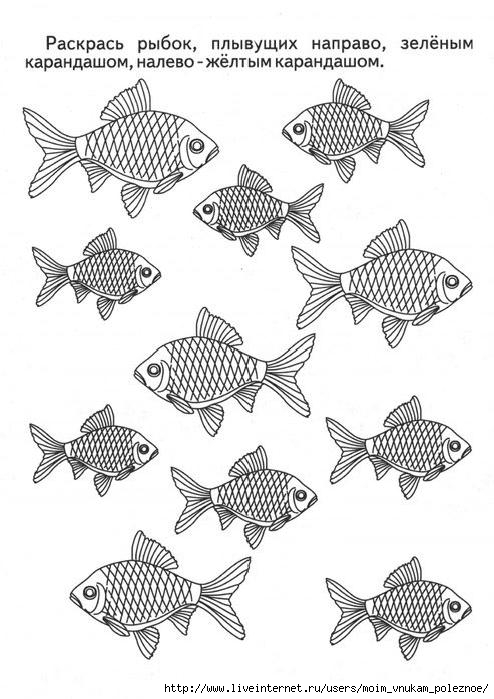 Раскрась рыбок, плывущих направо, зелёным
карандашом, налево - жёлтым карандашом.
http://www.liveinternet.ru/users/moim_vnukam_poleznoe/